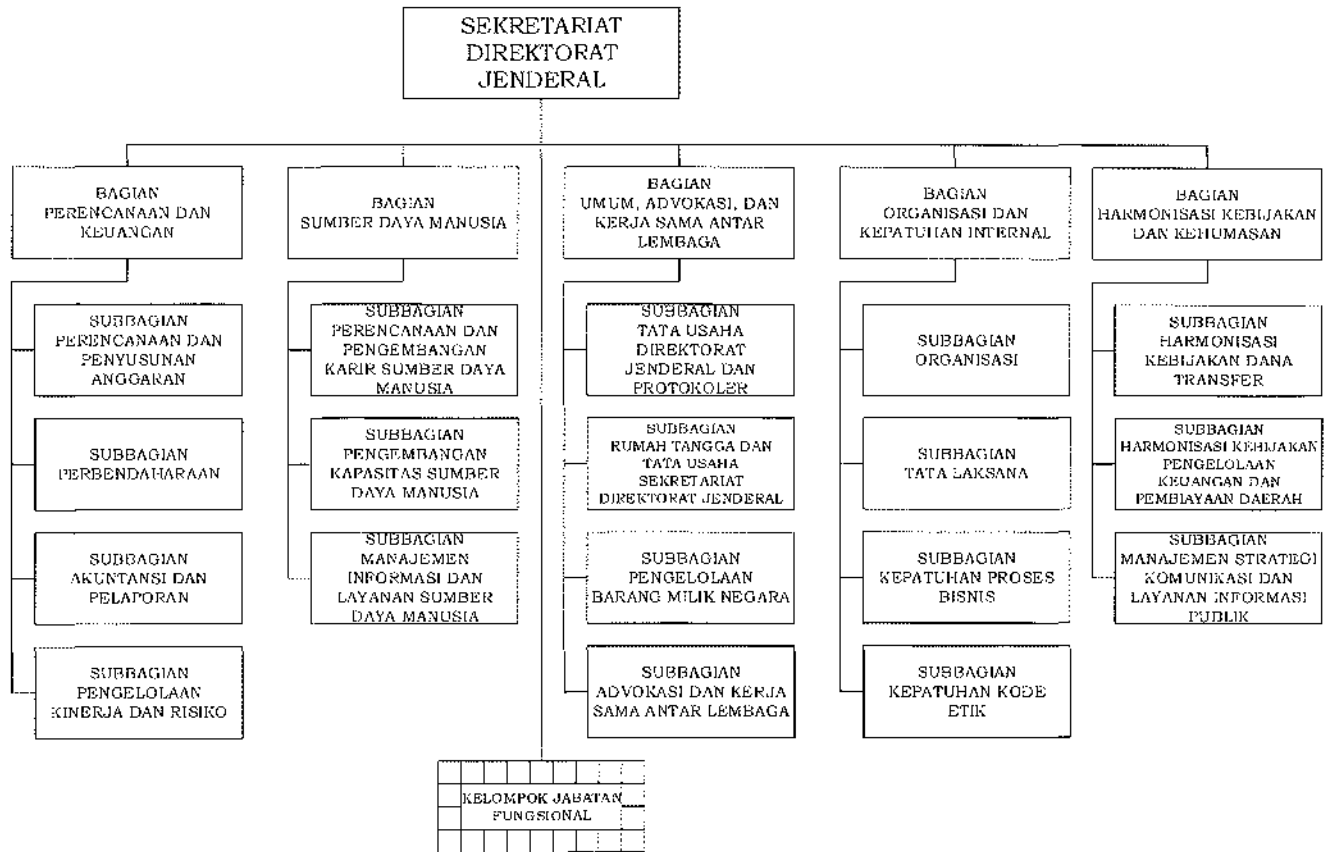 SEKRETARIAT
DIREKTORAT
JENDERAL
BAGIAN
PERENCANAAN DAN
KEUANGAN
BAGIAN
SUMBER DAYA MANUSIA
BAGIAN
UMUM, ADVOKASI, DAN
KERJA SAMA ANTAR
LEMBAGA
BAGIAN
ORGANISASI DAN
KEPATUHAN INTERNAL
BAGIAN
HARMONISASI KEBIJAKAN
DAN KEHUMASAN
SUBBAGIAN
PERENCANAAN DAN
PENYUSUNAN
ANGGARAN
SUBBAGIAN
PERENCANAAN DAN
PENGEMBANGAN
KARIR SUMBER DAYA
MANUSIA
SUBBAGIAN
TATA USAHA
DIREKTORAT
JENDERAL DAN
PROTOKOLER
SUBBAGIAN
ORGANISASI
SUBBAGIAN
HARMONISASI
KEBIJAKAN DANA
TRANSFER
SUBBAGIAN
PERBENDAHARAAN
SUBBAGIAN
PENGEMBANGAN
KAPASITAS SUMBER
DAYA MANUSIA
SUBBAGIAN
RUMAH TANGGA DAN
TATA USAHA
SEKRETARIAT
DIREKTORAT JENDERAL
SUBBAGIAN
TATA LAKSANA
SUBBAGIAN
HARMONISASI KEBIJAKAN
PENGELOLAAN
KEUANGAN DAN
PEMBIAYAAN DAERAH
SUBBAGIAN
AKUNTANSI DAN
PELAPORAN
SUBBAGIAN
MANAJEMEN
INFORMASI DAN
LAYANAN SUMBER
DAYA MANUSIA
SUBBAGIAN
PENGELOLAAN
BARANG MILIK NEGARA
SUBBAGIAN
KEPATUHAN PROSES
BISNIS
SUBBAGIAN
MANAJEMEN STRATEGI
KOMUNIKASI DAN
LAYANAN INFORMASI
PUBLIK
SUBBAGIAN
PENGELOLAAN
KINERJA DAN RISIKO
SUBBAGIAN
ADVOKASI DAN KERJA
SAMA ANTAR LEMBAGA
SUBBAGIAN
KEPATUHAN KODE
ETIK
KELOMPOK JABATAN
FUNGSIONAL